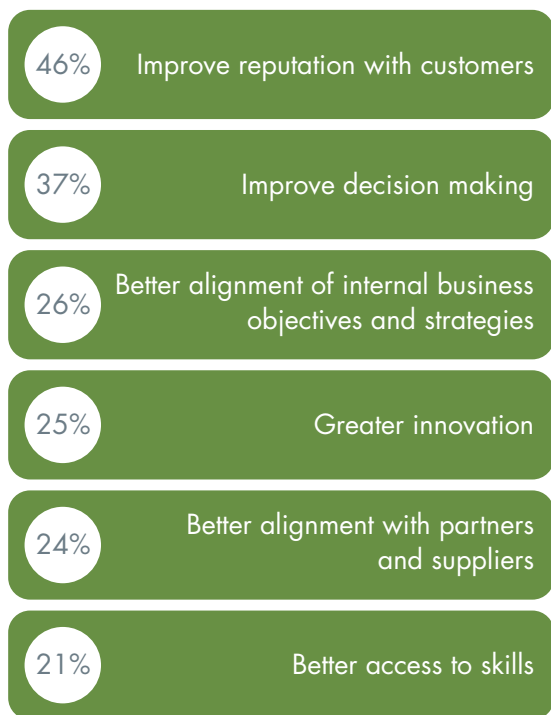 46%
Improve reputation with customers
37%
Improve decision making
26%
Better alignment of internal business
objectives and strategies
25%
Greater innovation
24%
Better alignment with partners
and suppliers
21%
Better access to skills